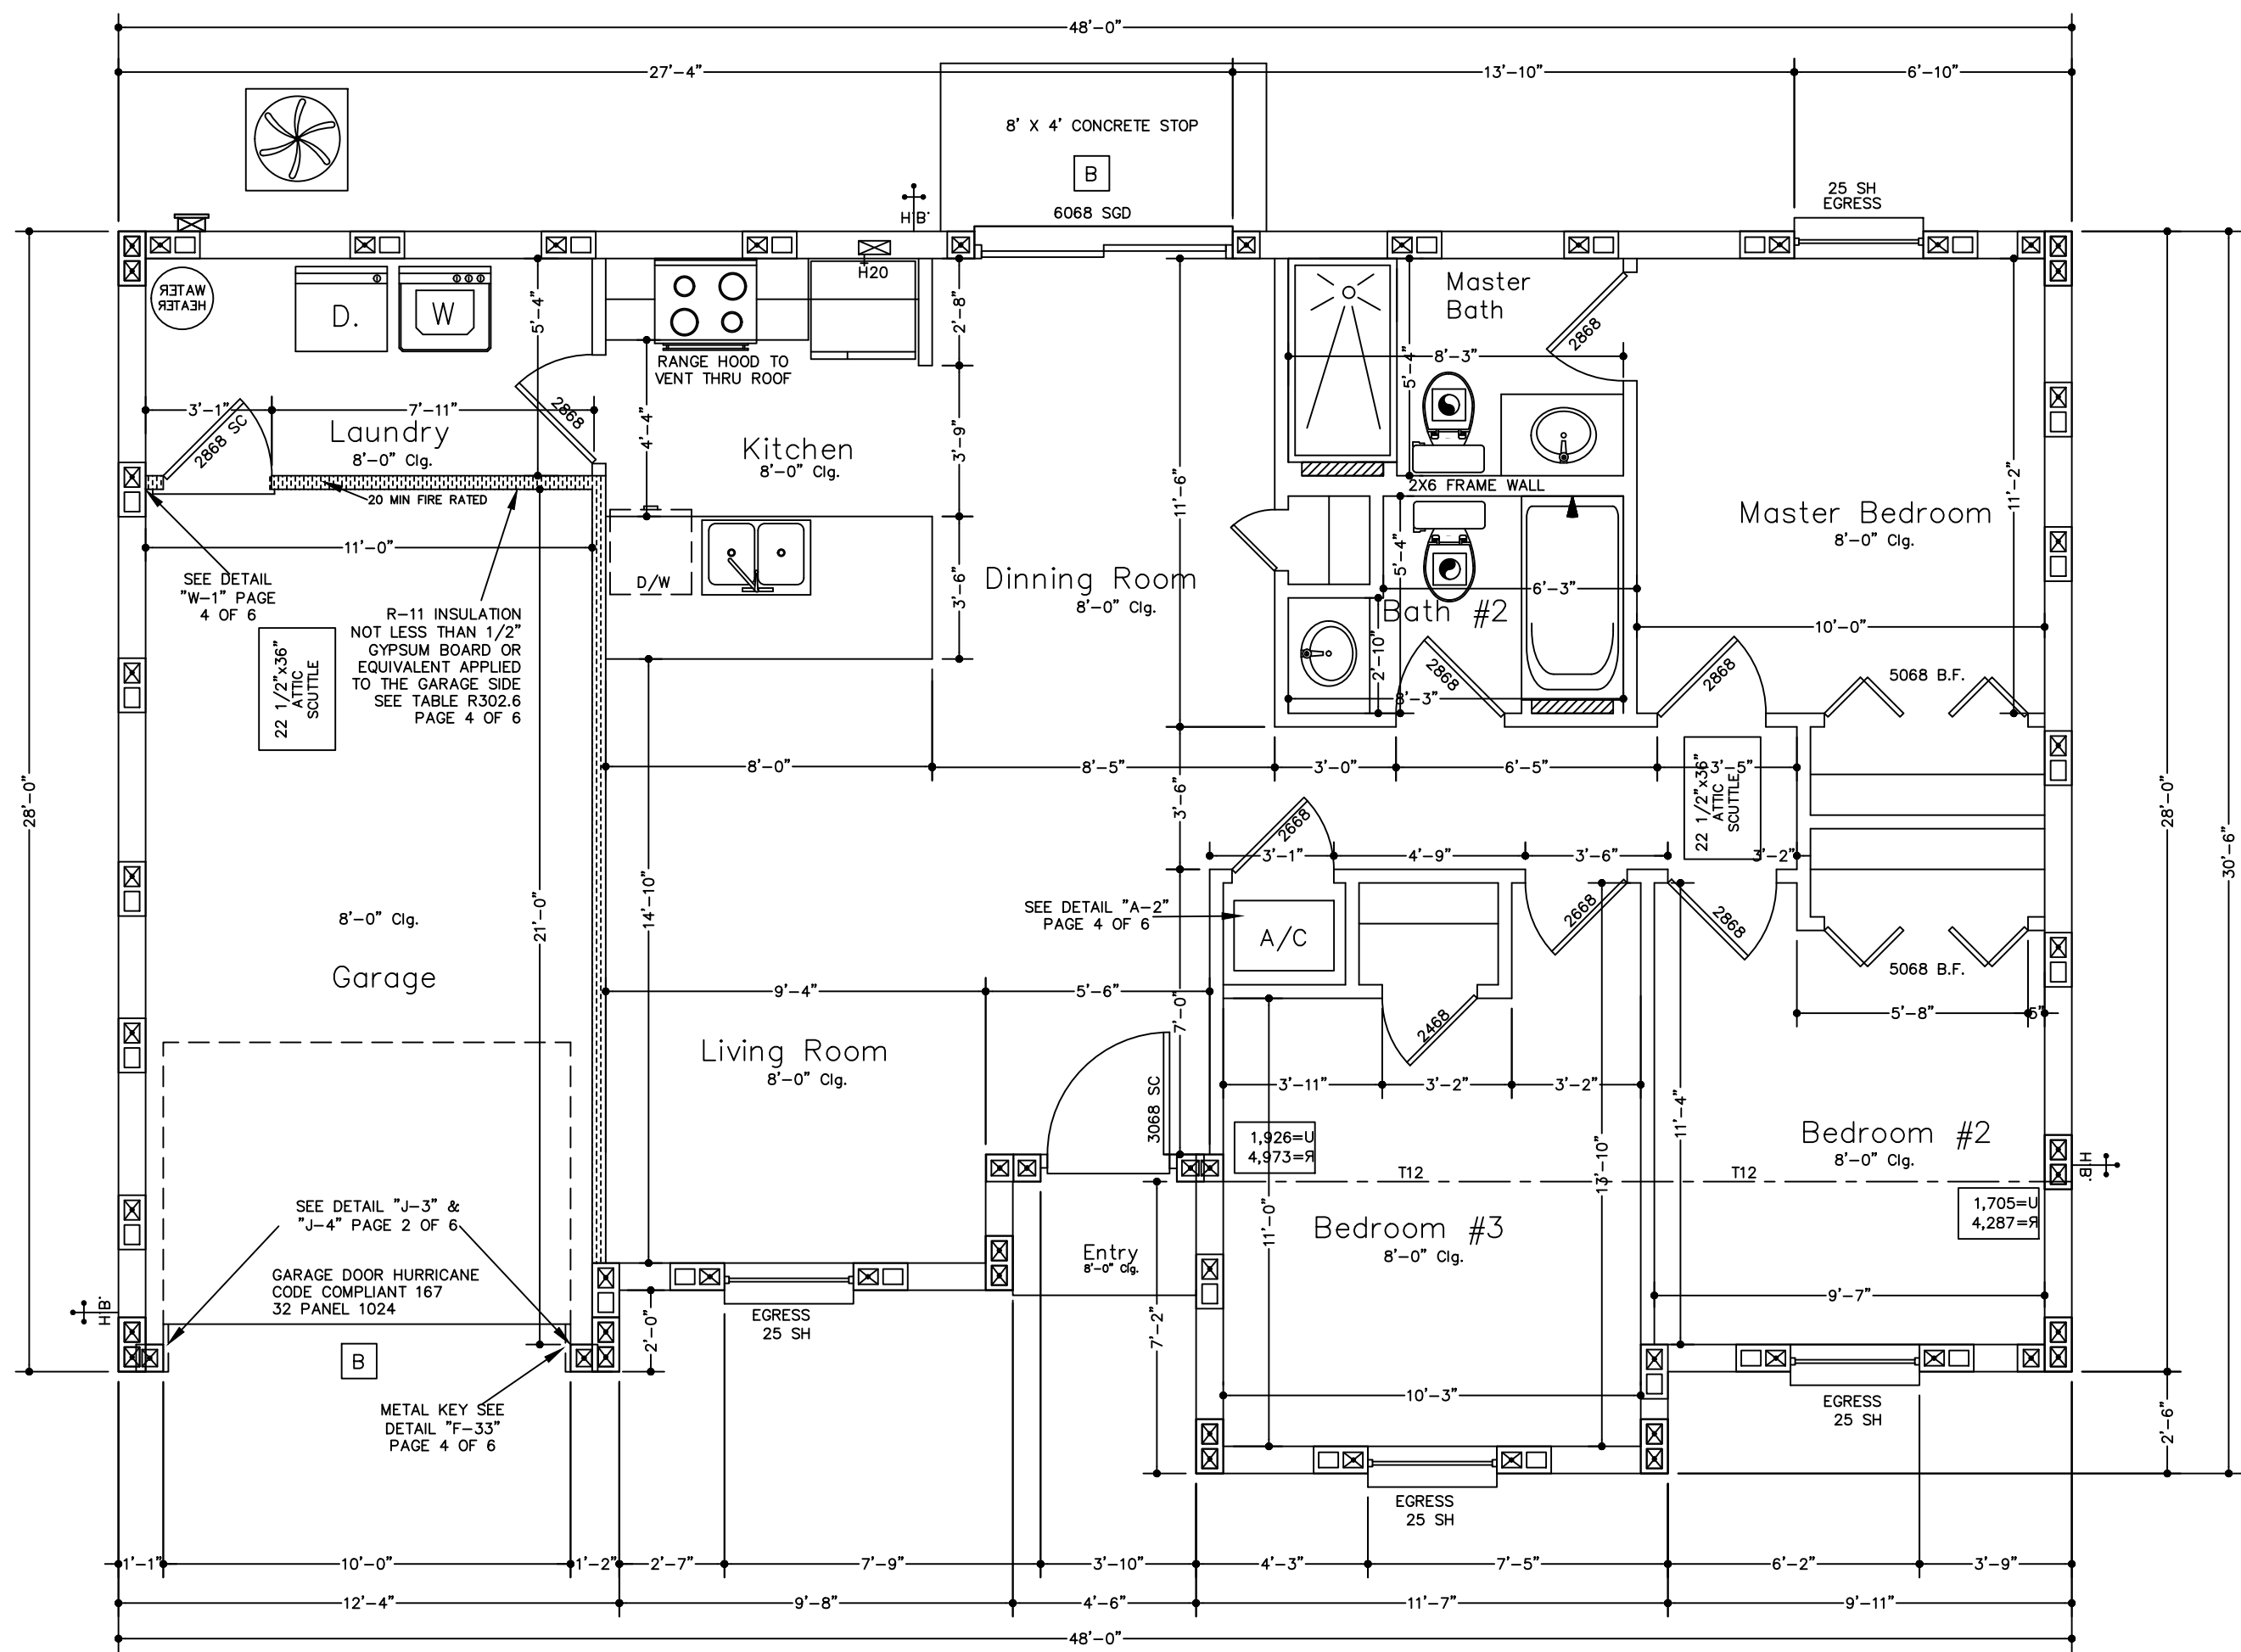 48'-0"
27'-4"
13'-10"
6'-10"
8' X 4' CONCRETE STOP
B
25 SH
EGRESS
6068 SGD
H.B.
H20
WATER
HEATER
D.
W
5'-4"
2'-8"
RANGE HOOD TO
VENT THRU ROOF
Master
Bath
2868
8'-3"
5'-4"
3'-1"
7'-11"
2868 SC
2868
Laundry
8'-0" Clg.
4'-4"
Kitchen
8'-0" Clg.
3'-9"
11'-6"
11'-2"
20 MIN FIRE RATED
2X6 FRAME WALL
Master Bedroom
8'-0" Clg.
11'-0"
SEE DETAIL
"W-1" PAGE
4 OF 6
D/W
Dinning Room
8'-0" Clg.
3'-6"
5'-4"
6'-3"
Bath #2
R-11 INSULATION
NOT LESS THAN 1/2"
GYPSUM BOARD OR
EQUIVALENT APPLIED
TO THE GARAGE SIDE
SEE TABLE R302.6
PAGE 4 OF 6
22 1/2"x36"
ATTIC
SCUTTLE
2'-10"
10'-0"
2868
2868
8'-3"
5068 B.F.
28'-0"
8'-0"
8'-5"
3'-0"
6'-5"
3'-5"
22 1/2"x36"
ATTIC
SCUTTLE
28'-0"
30'-6"
3'-6"
2668
3'-1"
4'-9"
3'-6"
3'-2"
8'-0" Clg.
Garage
21'-0"
14'-10"
SEE DETAIL "A-2"
PAGE 4 OF 6
A/C
2668
2868
5068 B.F.
9'-4"
5'-6"
7'-0"
2468
5'-8"
5"
Living Room
8'-0" Clg.
3'-11"
3'-2"
3'-2"
3068 SC
11'-4"
1,926=U
4,973=R
13'-10"
Bedroom #2
8'-0" Clg.
T12
T12
H.B.
1,705=U
4,287=R
SEE DETAIL "J-3" &
"J-4" PAGE 2 OF 6
11'-0"
Bedroom #3
8'-0" Clg.
Entry
8'-0" Clg.
GARAGE DOOR HURRICANE
CODE COMPLIANT 167
32 PANEL 1024
H.B.
9'-7"
EGRESS
25 SH
2'-0"
7'-2"
B
10'-3"
EGRESS
25 SH
METAL KEY SEE
DETAIL "F-33"
PAGE 4 OF 6
2'-6"
EGRESS
25 SH
1'-1"
10'-0"
1'-2"
2'-7"
7'-9"
3'-10"
4'-3"
7'-5"
6'-2"
3'-9"
12'-4"
9'-8"
4'-6"
11'-7"
9'-11"
48'-0"